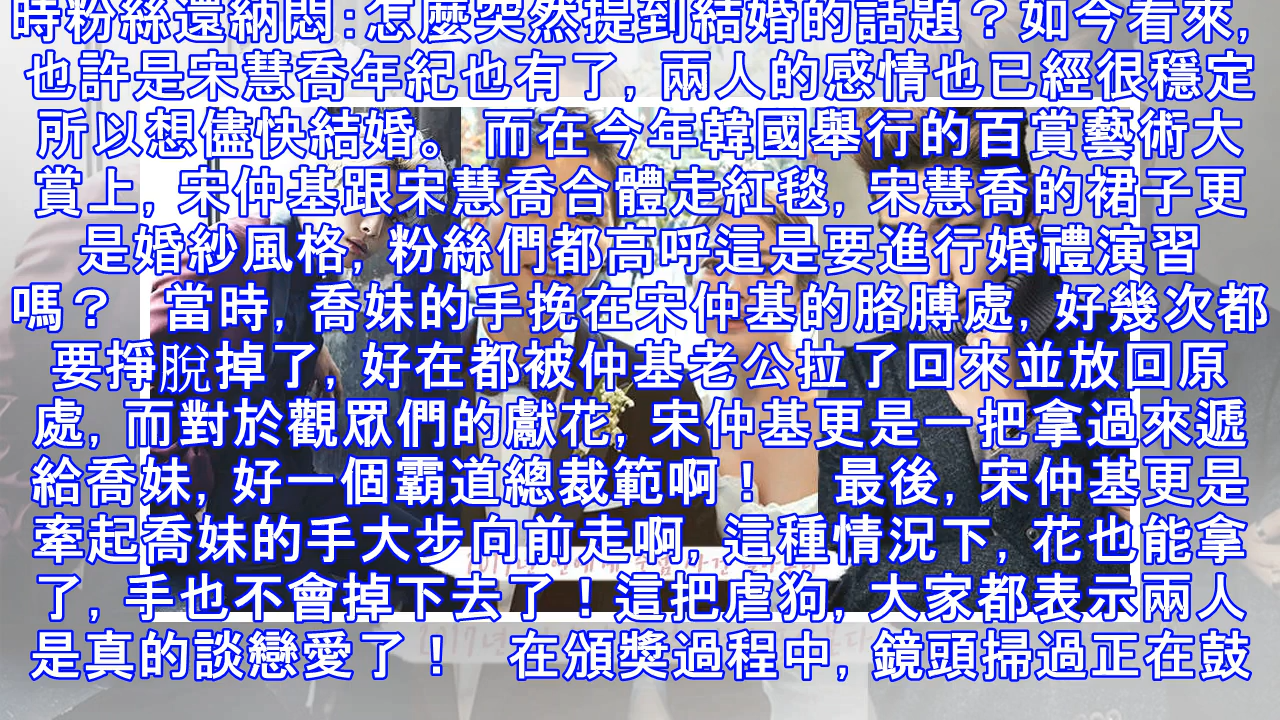 時粉絲還納悶:怎麼突然提到結婚的話題？如今看來,
也許是宋慧喬年紀也有了,兩人的感情也已經很穩定
所以想儘快結婚。 而在今年韓國舉行的百賞藝術大
賞上,宋仲基跟宋慧喬合體走紅毯,宋慧喬的裙子更
是婚紗風格,粉絲們都高呼這是要進行婚禮演習
嗎？ 當時,喬妹的手挽在宋仲基的胳膊處,好幾次都
要掙脫掉了,好在都被仲基老公拉了回來並放回原
處,而對於觀眾們的獻花,宋仲基更是一把拿過來遞
給喬妹,好一個霸道總裁範啊！ 最後,宋仲基更是
牽起喬妹的手大步向前走啊,這種情況下,花也能拿
了,手也不會掉下去了！這把虐狗,大家都表示兩人
是真的談戀愛了！ 在頒獎過程中,鏡頭掃過正在鼓